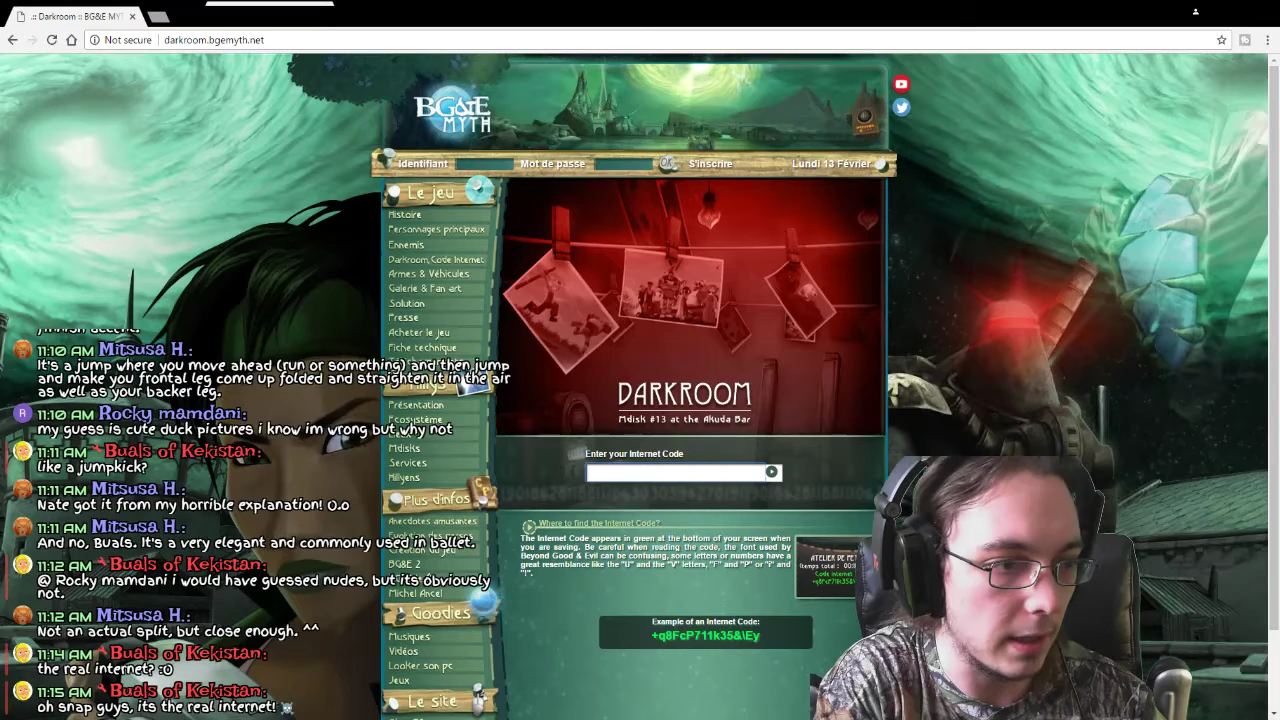 .:: Darkroom :: BG&E MYT
Not secure
darkroom.bgemyth.net
BG&E
MYTH
Identifiant
Mot de passe
OK
S'inscrire
Lundi 13 Février
Le jeu
Histoire
Personnages principaux
Ennemis
Darkroom, Code Internet
Armes & Véhicules
Galerie & Fan art
Solution
Presse
Acheter le jeu
Fiche technique
Présentation
Ecosystème
Mdisks
Services
Hillyens
Plus dinfos
Anecdotes amusantes
Création du jeu
BG&E 2
Michel Ancel
Goodies
Musiques
Vidéos
Looker son pc
Jeux
Le site
DARKROOM
Mdisk #13 at the Akuda Bar
Enter your Internet Code
Where to find the Internet Code?
The Internet Code appears in green at the bottom of your screen when
you are saving. Be careful when reading the code, the font used by
Beyond Good & Evil can be confusing, some letters or numbers have a
great resemblance like the "U" and the "V" letters, "F" and "P" or "i" and
Example of an Internet Code:
+q8FcP711k35&\Ey
11:10 AM Mitsusa H.:
It's a jump where you move ahead (run or something) and then jump
and make you frontal leg come up folded and straighten it in the air
as well as your backer leg.
R 11:10 AM Rocky mamdani:
my guess is cute duck pictures i know im wrong but why not
11:11 AM Buals of Kekistan:
like a jumpkick?
11:11 AM Mitsusa H.:
Nate got it from my horrible explanation! O.o
11:11 AM Mitsusa H.:
And no, Buals. It's a very elegant and commonly used in ballet.
11:12 AM Buals of Kekistan:
@ Rocky mamdani i would have guessed nudes, but its obviously
not.
11:12 AM Mitsusa H.:
Not an actual split, but close enough. ^^
11:14 AM Buals of Kekistan:
the real internet? :O
11:15 AM Buals of Kekistan:
oh snap guys, its the real internet!